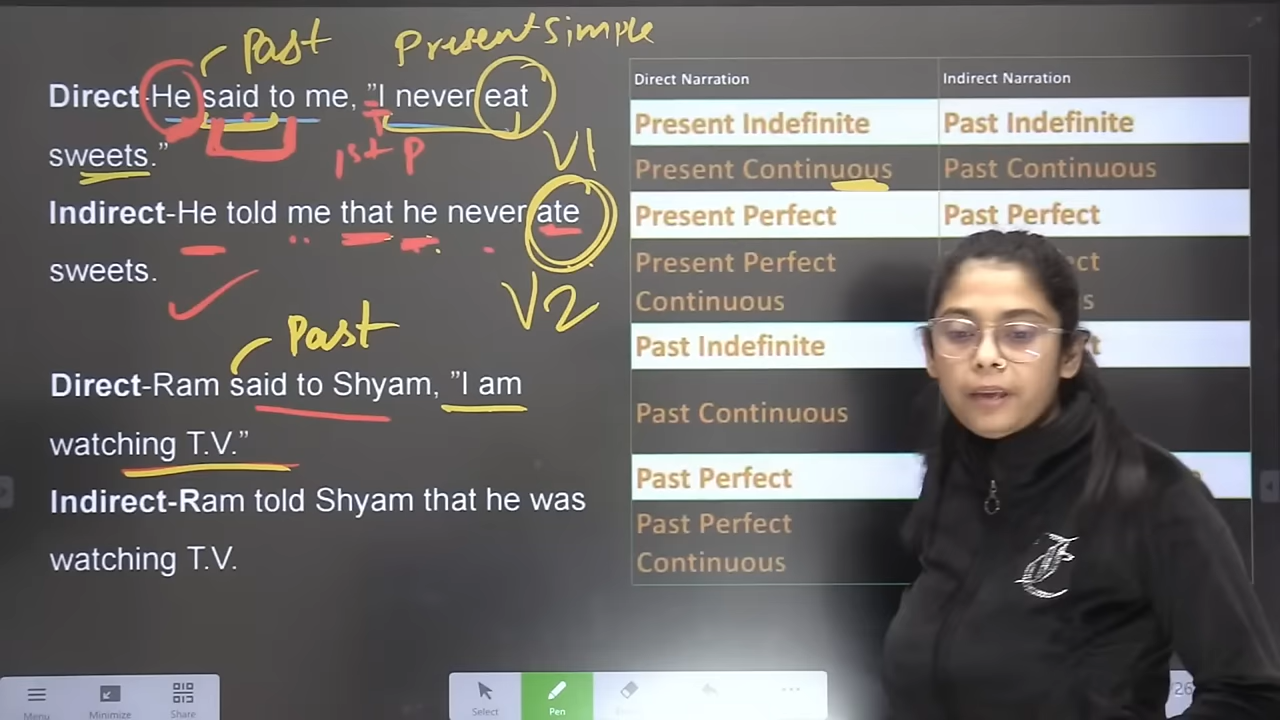 Past
Present simple
Direct-He said to me, ”I never eat
sweets.”
1st P
V1
Indirect-He told me that he never ate
sweets.
V2
Past
Direct-Ram said to Shyam, ”I am
watching T.V.”
Indirect-Ram told Shyam that he was
watching T.V.
Direct Narration Indirect Narration
Present Indefinite Past Indefinite
Present Continuous Past Continuous
Present Perfect Past Perfect
Present Perfect
Continuous
Past Indefinite
Past Continuous
Past Perfect
Past Perfect
Continuous
Menu Minimize Share
Select Pen
/26